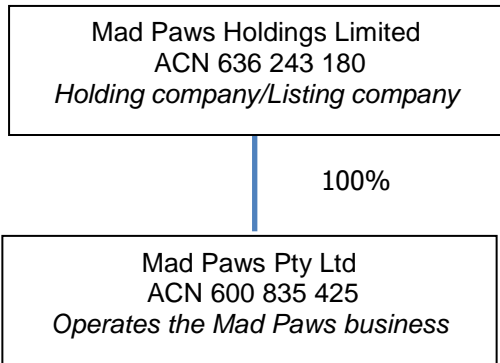 Mad Paws Holdings Limited
ACN 636 243 180
Holding company/Listing company
100%
Mad Paws Pty Ltd
ACN 600 835 425
Operates the Mad Paws business